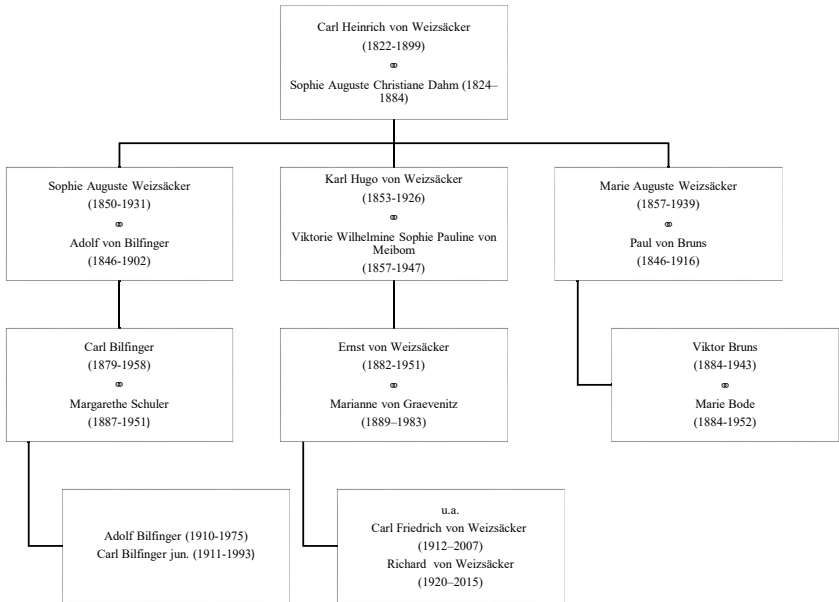 Carl Heinrich von Weizsäcker
(1822-1899)
⚭
Sophie Auguste Christiane Dahm (1824–
1884)
Sophie Auguste Weizsäcker
(1850-1931)
⚭
Adolf von Bilfinger
(1846-1902)
Karl Hugo von Weizsäcker
(1853-1926)
⚭
Viktorie Wilhelmine Sophie Pauline von
Meibom
(1857-1947)
Marie Auguste Weizsäcker
(1857-1939)
⚭
Paul von Bruns
(1846-1916)
Carl Bilfinger
(1879-1958)
⚭
Margarethe Schuler
(1887-1951)
Ernst von Weizsäcker
(1882-1951)
⚭
Marianne von Graevenitz
(1889–1983)
Viktor Bruns
(1884-1943)
⚭
Marie Bode
(1884-1952)
Adolf Bilfinger (1910-1975)
Carl Bilfinger jun. (1911-1993)
u.a.
Carl Friedrich von Weizsäcker
(1912–2007)
Richard von Weizsäcker
(1920–2015)